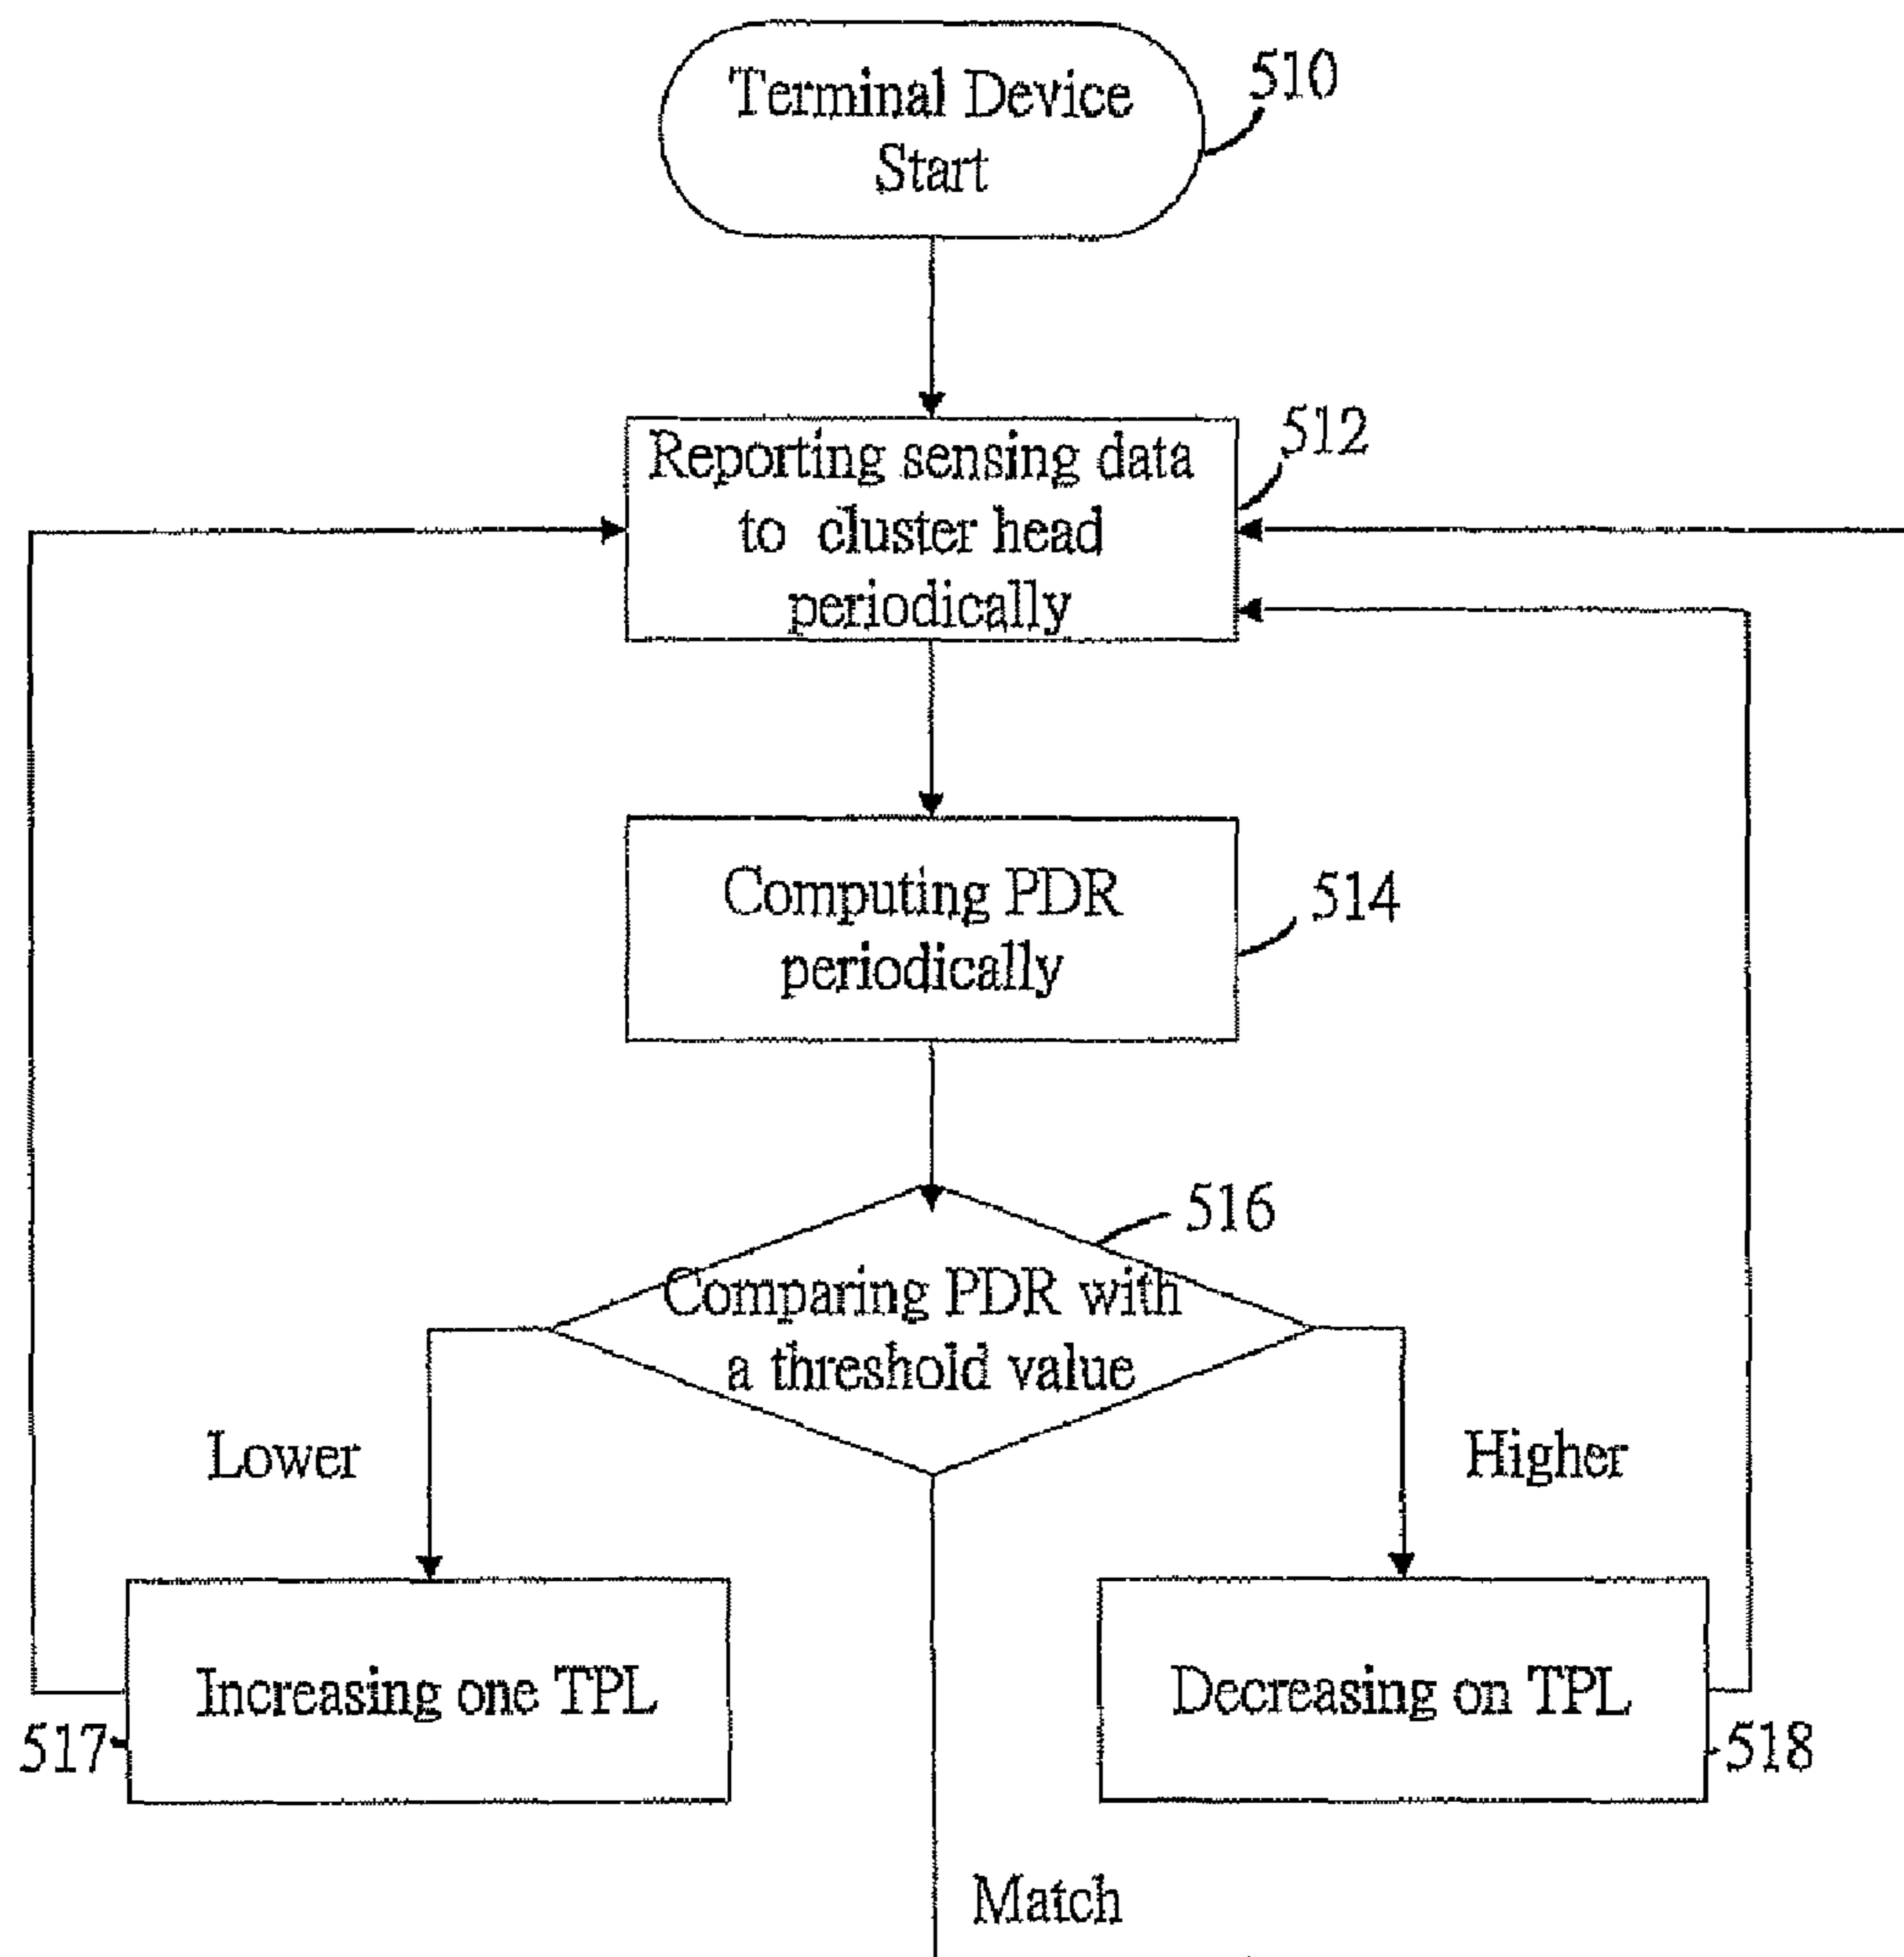 Terminal Device
Start
510
Reporting sensing data
to cluster head
periodically
512
Computing PDR
periodically
514
516
Comparing PDR with
a threshold value
Lower
Higher
Increasing one TPL
517
Decreasing on TPL
518
Match